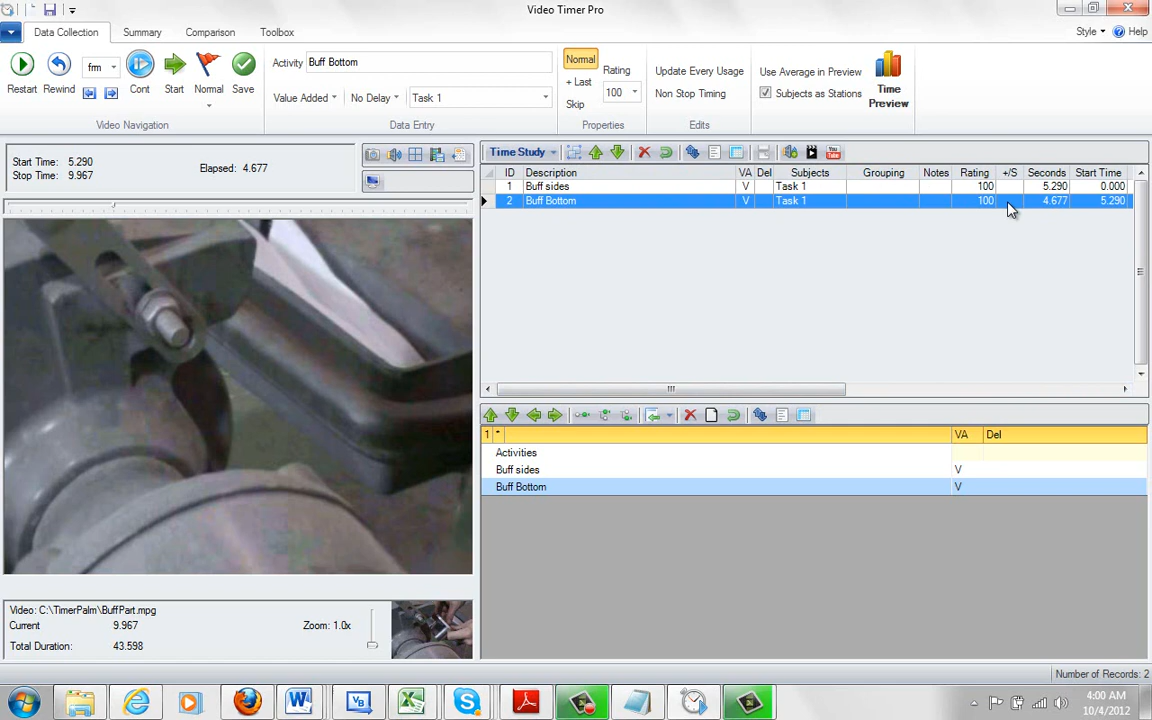 Video Timer Pro
Data Collection Summary Comparison Toolbox Style Help
Restart Rewind frm Cont Start Normal Save
Video Navigation
Activity Buff Bottom
Value Added No Delay Task 1
Data Entry
Normal
+ Last
Skip
Rating
100
Properties
Update Every Usage
Non Stop Timing
Edits
Use Average in Preview
Subjects as Stations
Time
Preview
Start Time: 5.290
Stop Time: 9.967
Elapsed: 4.677
Time Study
You
Tube
ID Description VA Del Subjects Grouping Notes Rating +/S Seconds Start Time
1 Buff sides V Task 1 100 5.290 0.000
2 Buff Bottom V Task 1 100 4.677 5.290
1 * VA Del
Activities
Buff sides V
Buff Bottom V
Video: C:\TimerPalm\BuffPart.mpg
Current 9.967
Zoom: 1.0x
Total Duration: 43.598
Number of Records: 2
4:00 AM
10/4/2012